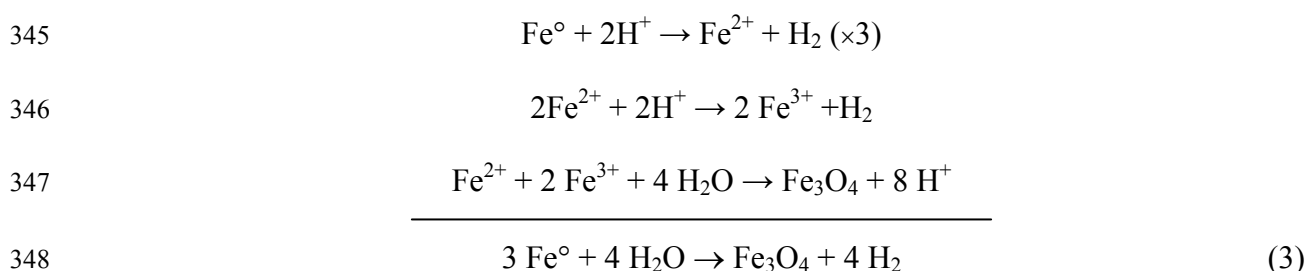 345 Fe° + 2H⁺ → Fe²⁺ + H₂ (×3)
346 2Fe²⁺ + 2H⁺ → 2 Fe³⁺ +H₂
347 Fe²⁺ + 2 Fe³⁺ + 4 H₂O → Fe₃O₄ + 8 H⁺
348 3 Fe° + 4 H₂O → Fe₃O₄ + 4 H₂ (3)